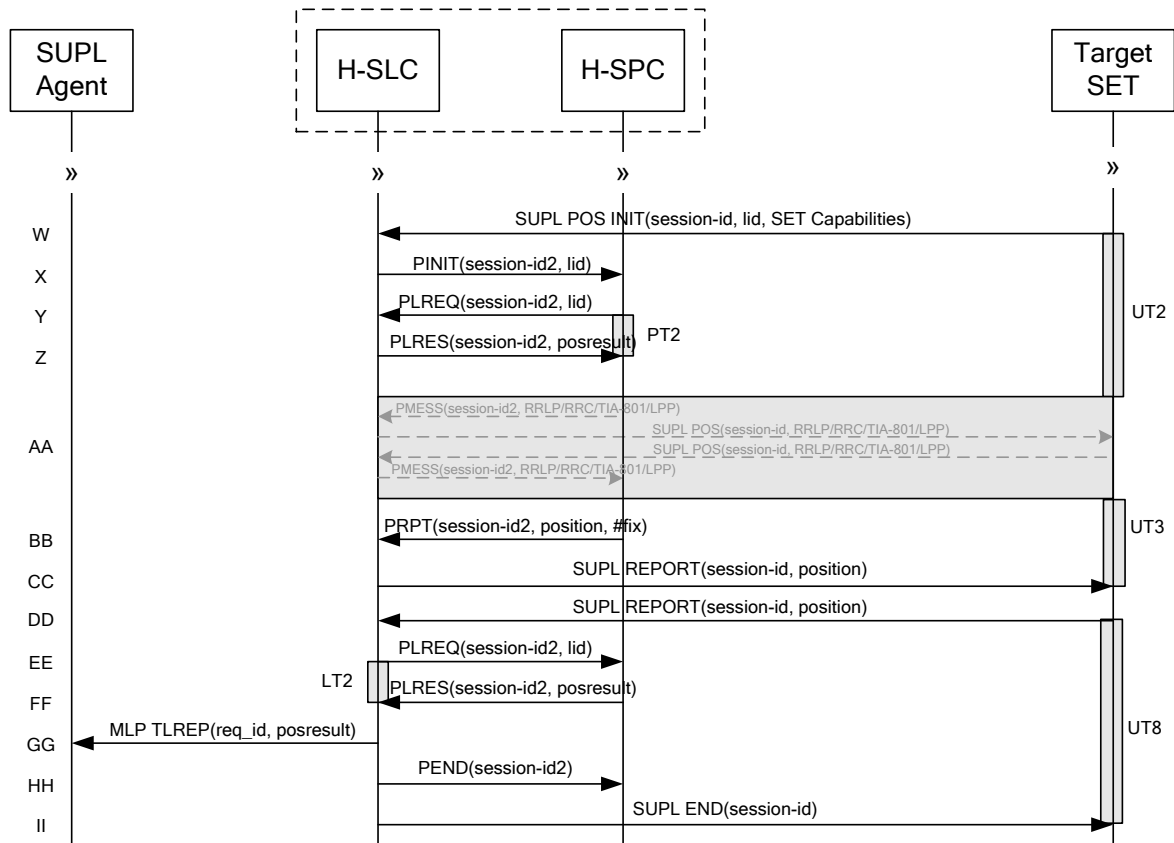 SUPL
Agent
H-SLC
H-SPC
Target
SET
»
»
»
»
W
SUPL POS INIT(session-id, lid, SET Capabilities)
X
PINIT(session-id2, lid)
Y
PLREQ(session-id2, lid)
UT2
PT2
Z
PLRES(session-id2, posresult)
AA
PMESS(session-id2, RRLP/RRC/TIA-801/LPP)
SUPL POS(session-id, RRLP/RRC/TIA-801/LPP)
SUPL POS(session-id, RRLP/RRC/TIA-801/LPP)
PMESS(session-id2, RRLP/RRC/TIA-801/LPP)
BB
PRPT(session-id2, position, #fix)
UT3
CC
SUPL REPORT(session-id, position)
DD
SUPL REPORT(session-id, position)
EE
PLREQ(session-id2, lid)
LT2
FF
PLRES(session-id2, posresult)
GG
MLP TLREP(req_id, posresult)
UT8
HH
PEND(session-id2)
II
SUPL END(session-id)